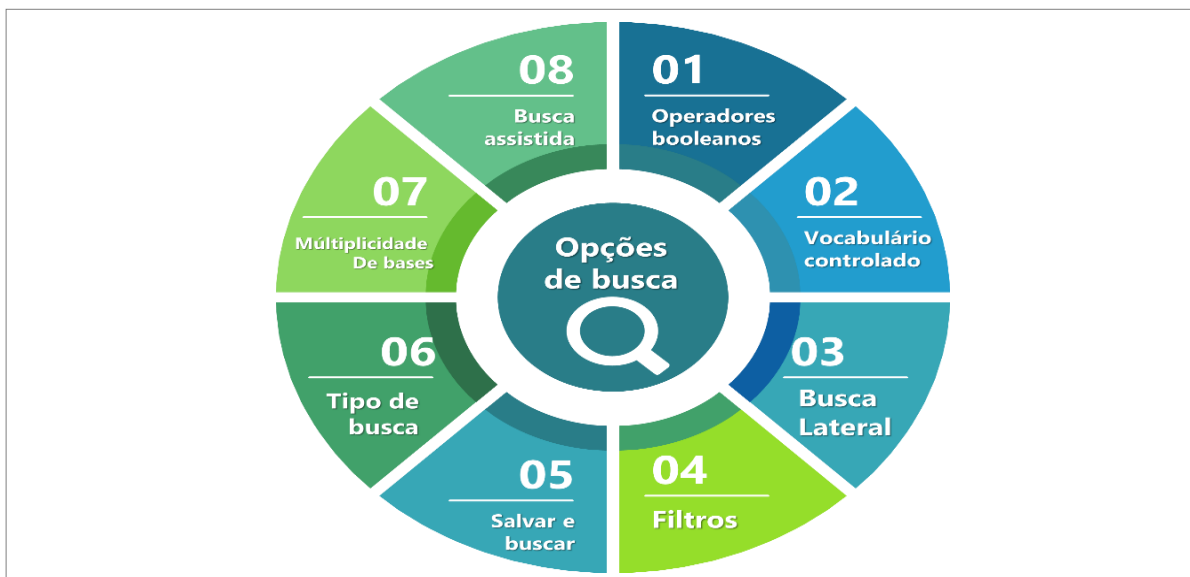 Opções
de busca
01
Operadores
booleanos
02
Vocabulário
controlado
03
Busca
Lateral
04
Filtros
05
Salvar e
buscar
06
Tipo de
busca
07
Múltiplicidade
De bases
08
Busca
assistida